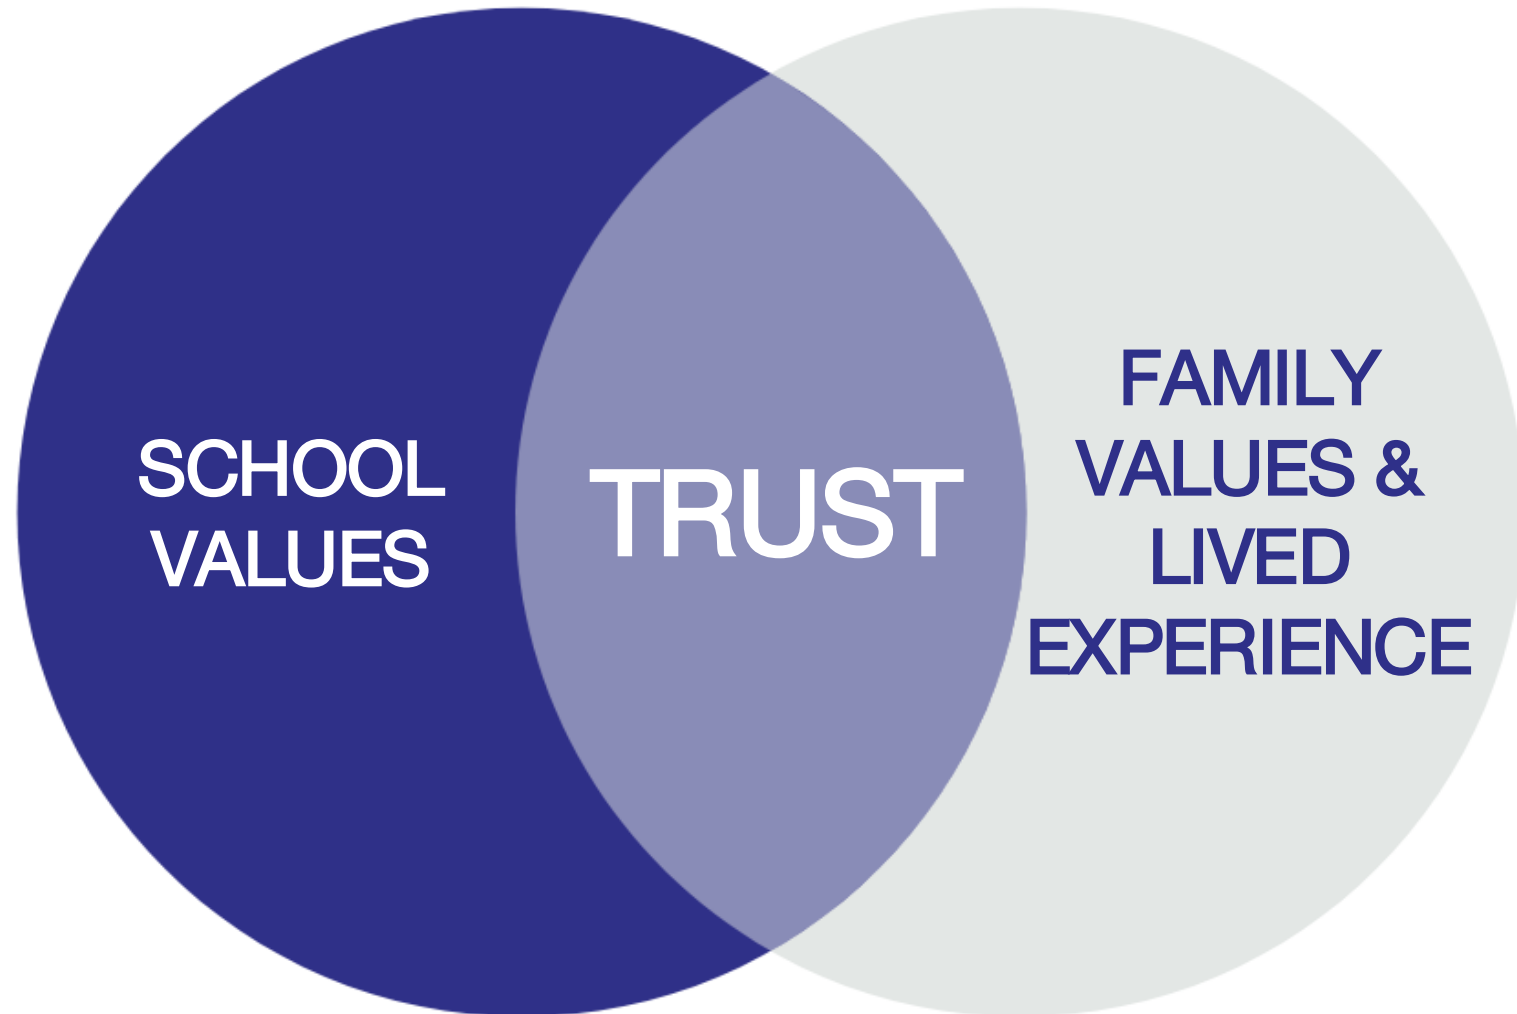 SCHOOL
VALUES
TRUST
FAMILY
VALUES &
LIVED
EXPERIENCE